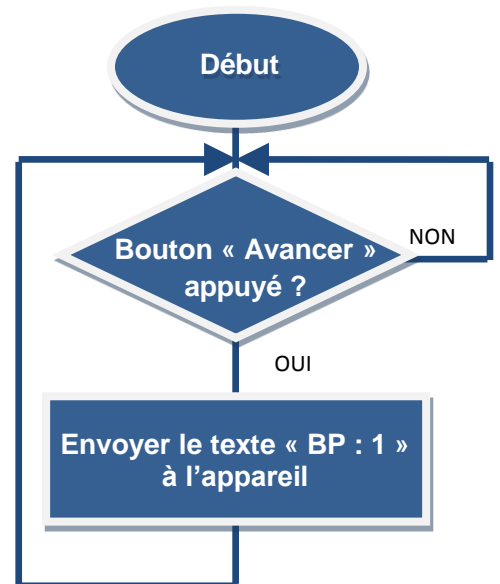 Début
Bouton « Avancer »
appuyé ?
NON
OUI
Envoyer le texte « BP : 1 »
à l’appareil